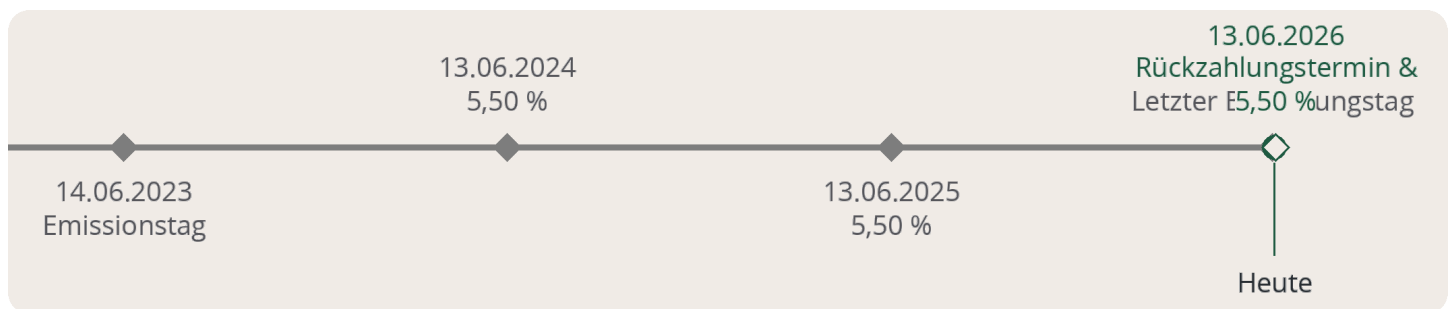 14.06.2023
Emissionstag
13.06.2024
5,50 %
13.06.2025
5,50 %
13.06.2026
Rückzahlungstermin &
Letzter 5,50 %
Heute